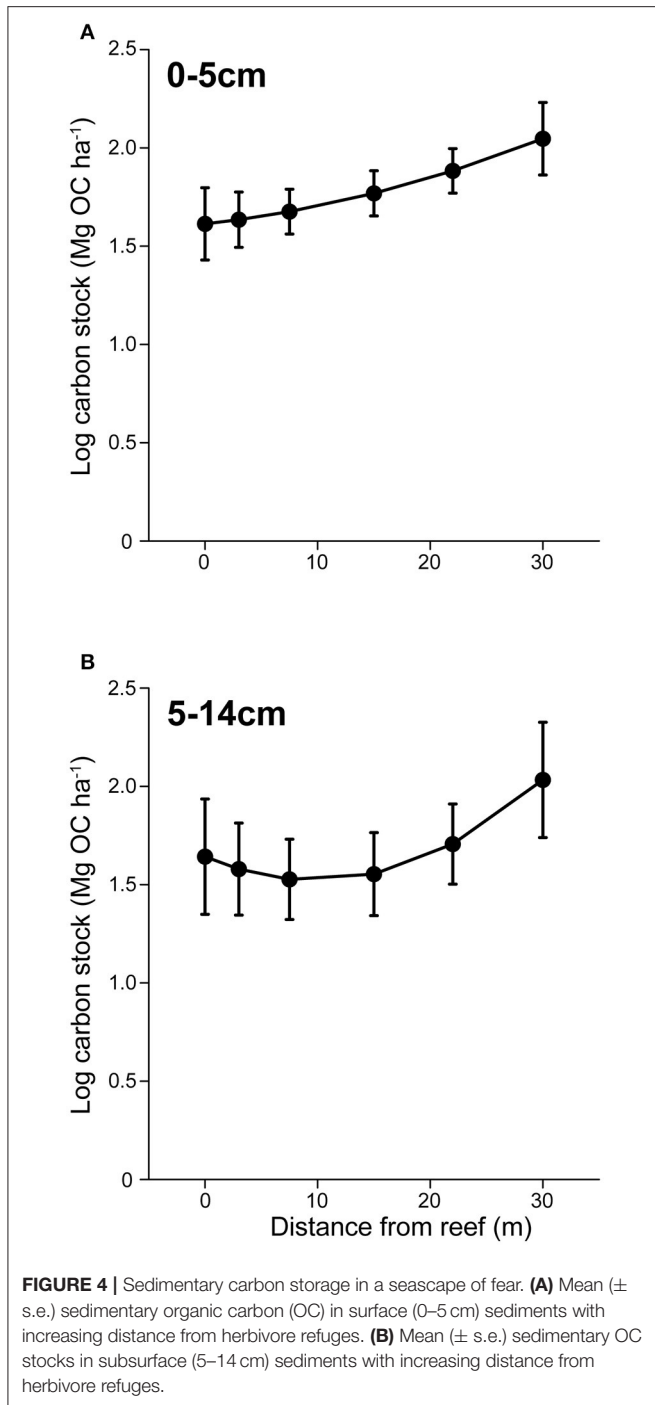 A
2.5
0-5cm
2.0
1.5
1.0
0.5
0
Log carbon stock (Mg OC ha⁻¹)
0 10 20 30
B
2.5
5-14cm
2.0
1.5
1.0
0.5
0
Log carbon stock (Mg OC ha⁻¹)
0 10 20 30
Distance from reef (m)
FIGURE 4 | Sedimentary carbon storage in a seascape of fear. (A) Mean (±
s.e.) sedimentary organic carbon (OC) in surface (0–5 cm) sediments with
increasing distance from herbivore refuges. (B) Mean (± s.e.) sedimentary OC
stocks in subsurface (5–14 cm) sediments with increasing distance from
herbivore refuges.